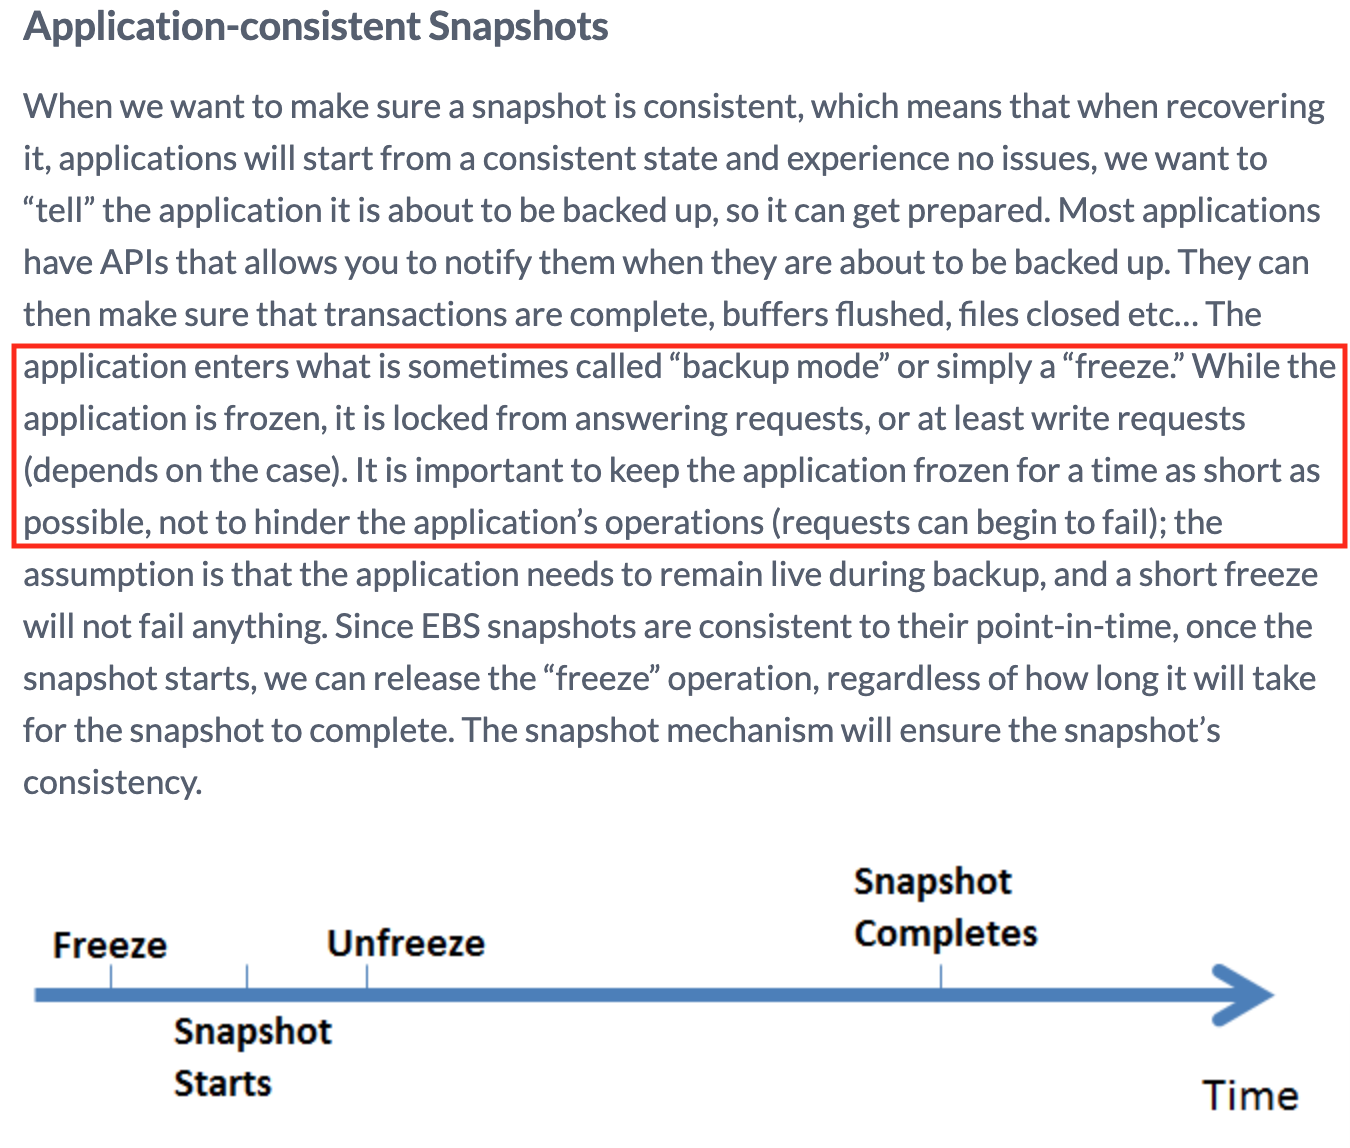 Application-consistent Snapshots
When we want to make sure a snapshot is consistent, which means that when recovering
it, applications will start from a consistent state and experience no issues, we want to
“tell” the application it is about to be backed up, so it can get prepared. Most applications
have APIs that allows you to notify them when they are about to be backed up. They can
then make sure that transactions are complete, buffers flushed, files closed etc… The
application enters what is sometimes called “backup mode” or simply a “freeze.” While the
application is frozen, it is locked from answering requests, or at least write requests
(depends on the case). It is important to keep the application frozen for a time as short as
possible, not to hinder the application’s operations (requests can begin to fail); the
assumption is that the application needs to remain live during backup, and a short freeze
will not fail anything. Since EBS snapshots are consistent to their point-in-time, once the
snapshot starts, we can release the “freeze” operation, regardless of how long it will take
for the snapshot to complete. The snapshot mechanism will ensure the snapshot’s
consistency.
Freeze
Snapshot
Starts
Unfreeze
Snapshot
Completes
Time